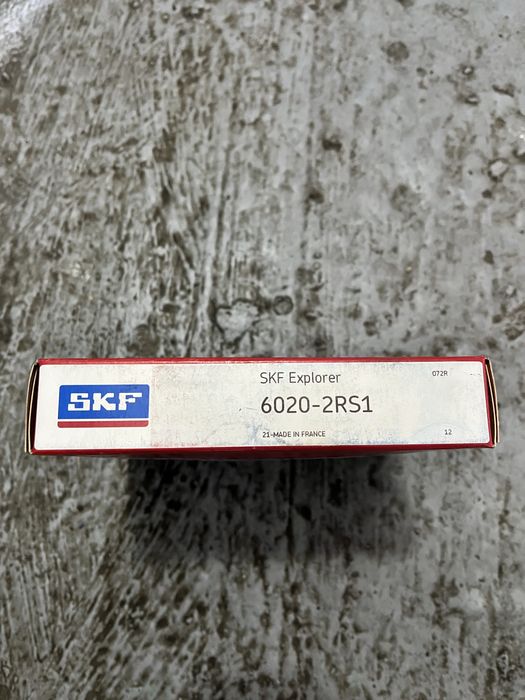 SKF
SKF Explorer
072R
6020-2RS1
21-MADE IN FRANCE
12